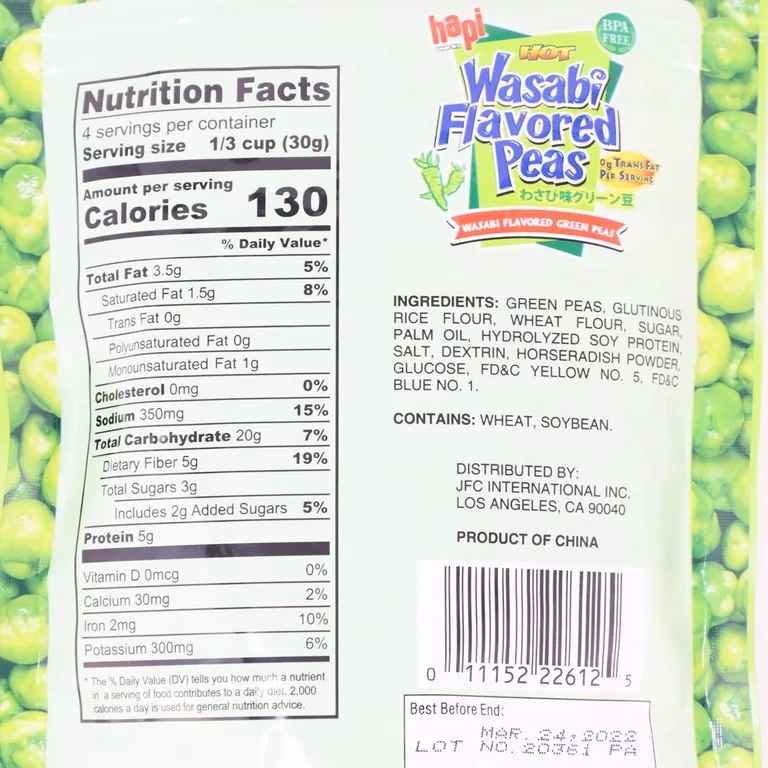 hapi
BPA
FREE
HOT
Wasabi
Flavored
Peas
0g TRANS FAT
PER SERVING
わさび味グリーン豆
WASABI FLAVORED GREEN PEAS
Nutrition Facts
4 servings per container
Serving size 1/3 cup (30g)
Amount per serving
Calories 130
% Daily Value*
Total Fat 3.5g 5%
Saturated Fat 1.5g 8%
Trans Fat 0g
Polyunsaturated Fat 0g
Monounsaturated Fat 1g
Cholesterol 0mg 0%
Sodium 350mg 15%
Total Carbohydrate 20g 7%
Dietary Fiber 5g 19%
Total Sugars 3g
Includes 2g Added Sugars 5%
Protein 5g
Vitamin D 0mcg 0%
Calcium 30mg 2%
Iron 2mg 10%
Potassium 300mg 6%
* The % Daily Value (DV) tells you how much a nutrient
in a serving of food contributes to a daily diet. 2,000
calories a day is used for general nutrition advice.
INGREDIENTS: GREEN PEAS, GLUTINOUS
RICE FLOUR, WHEAT FLOUR, SUGAR,
PALM OIL, HYDROLYZED SOY PROTEIN,
SALT, DEXTRIN, HORSERADISH POWDER,
GLUCOSE, FD&C YELLOW NO. 5, FD&C
BLUE NO. 1.
CONTAINS: WHEAT, SOYBEAN.
DISTRIBUTED BY:
JFC INTERNATIONAL INC.
LOS ANGELES, CA 90040
PRODUCT OF CHINA
0 11152 22612 5
Best Before End:
MAR. 24, 2022
LOT NO. 20361 PA